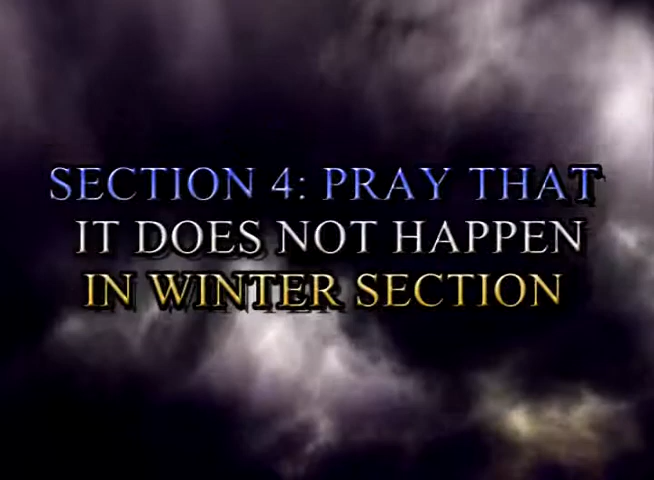 SECTION 4: PRAY THAT
IT DOES NOT HAPPEN
IN WINTER SECTION